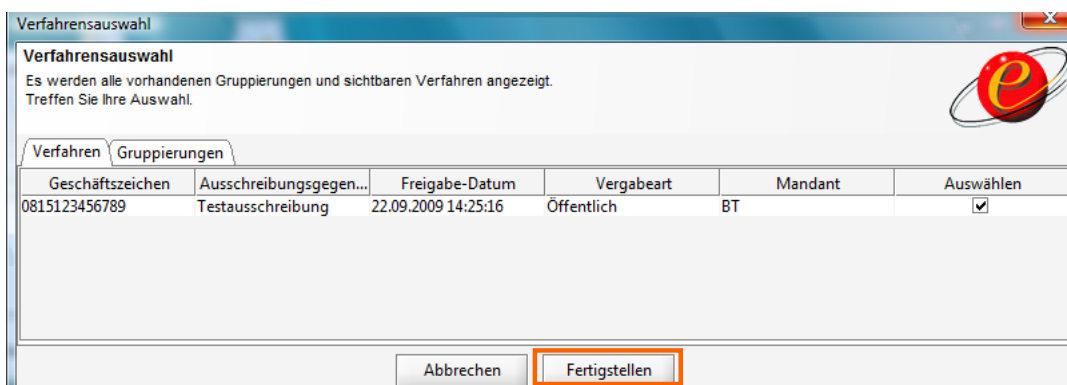 Verfahrensauswahl
X
Verfahrensauswahl
Es werden alle vorhandenen Gruppierungen und sichtbaren Verfahren angezeigt.
Treffen Sie Ihre Auswahl.
e
Verfahren Gruppierungen
Geschäftszeichen Ausschreibungsgegen... Freigabe-Datum Vergabeart Mandant Auswählen
0815123456789 Testausschreibung 22.09.2009 14:25:16 Öffentlich BT
Abbrechen Fertigstellen